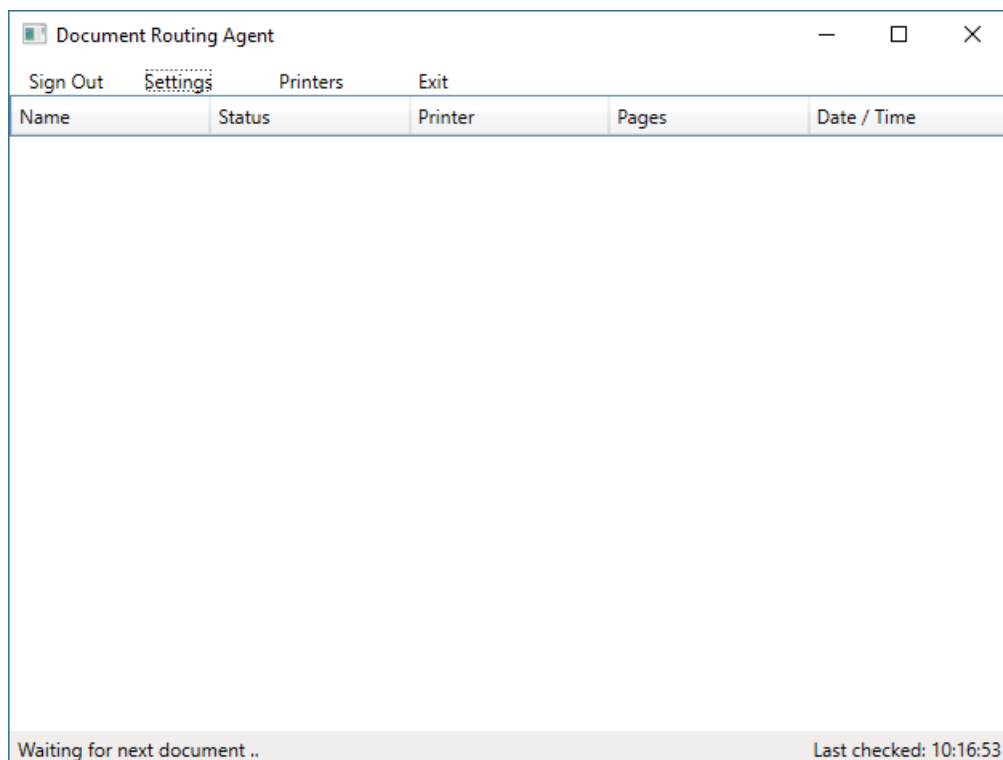 Document Routing Agent
Sign Out Settings Printers Exit
Name Status Printer Pages Date / Time
Waiting for next document .. Last checked: 10:16:53